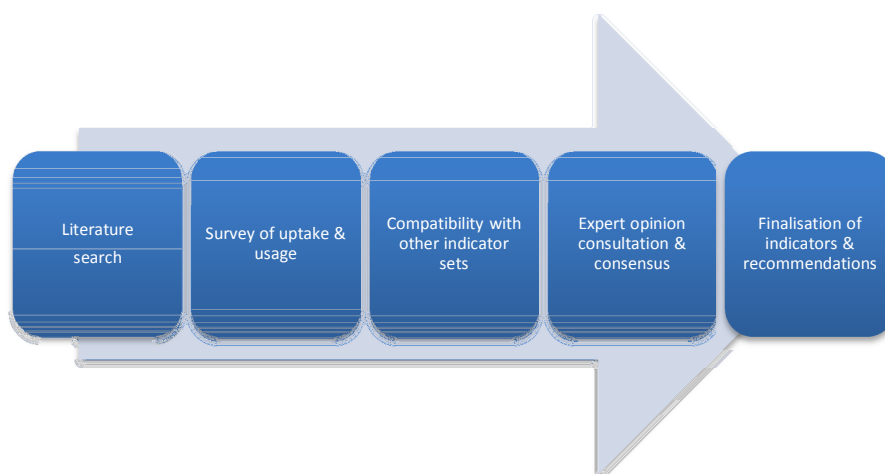 Literature
search
Survey of uptake &
usage
Compatibility with
other indicator
sets
Expert opinion
consultation &
consensus
Finalisation of
indicators &
recommendations